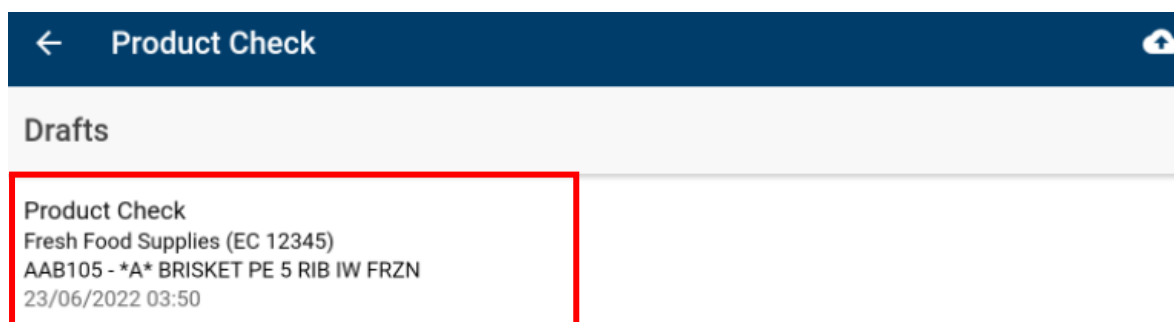 Product Check
Drafts
Product Check
Fresh Food Supplies (EC 12345)
AAB105 - *A* BRISKET PE 5 RIB IW FRZN
23/06/2022 03:50